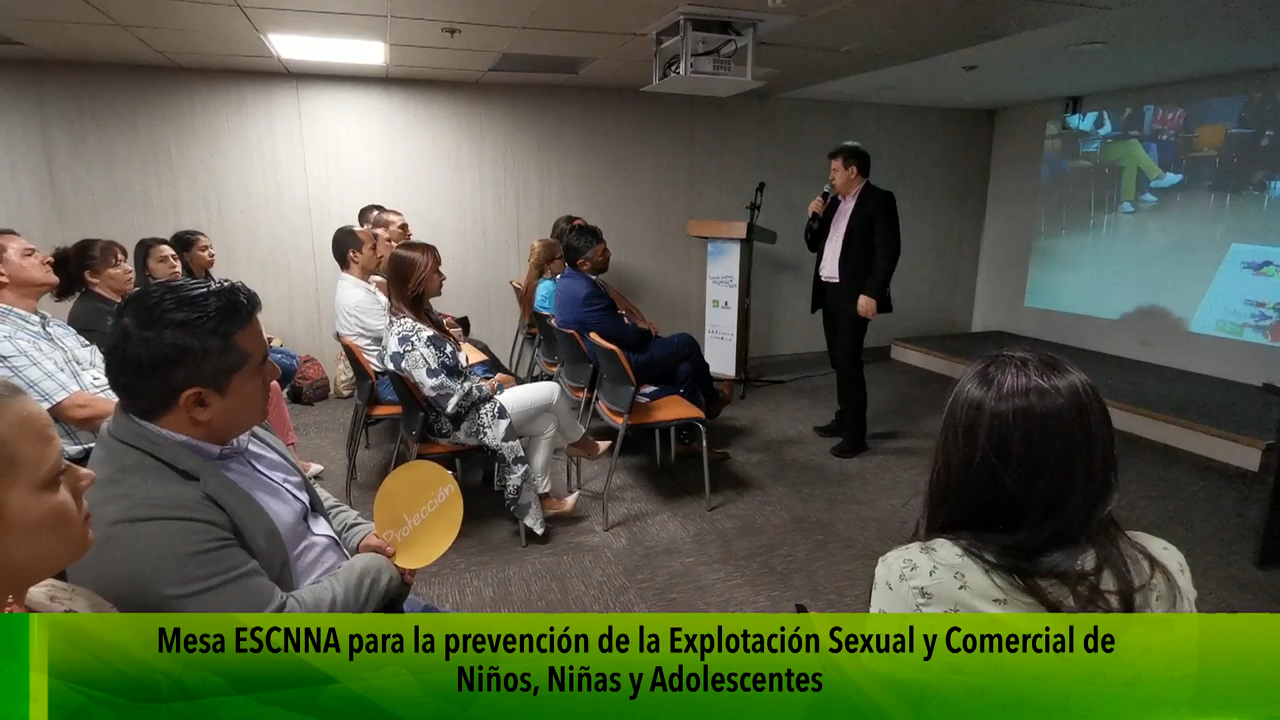 Protección
Mesa ESCNNA para la prevención de la Explotación Sexual y Comercial de
Niños, Niñas y Adolescentes